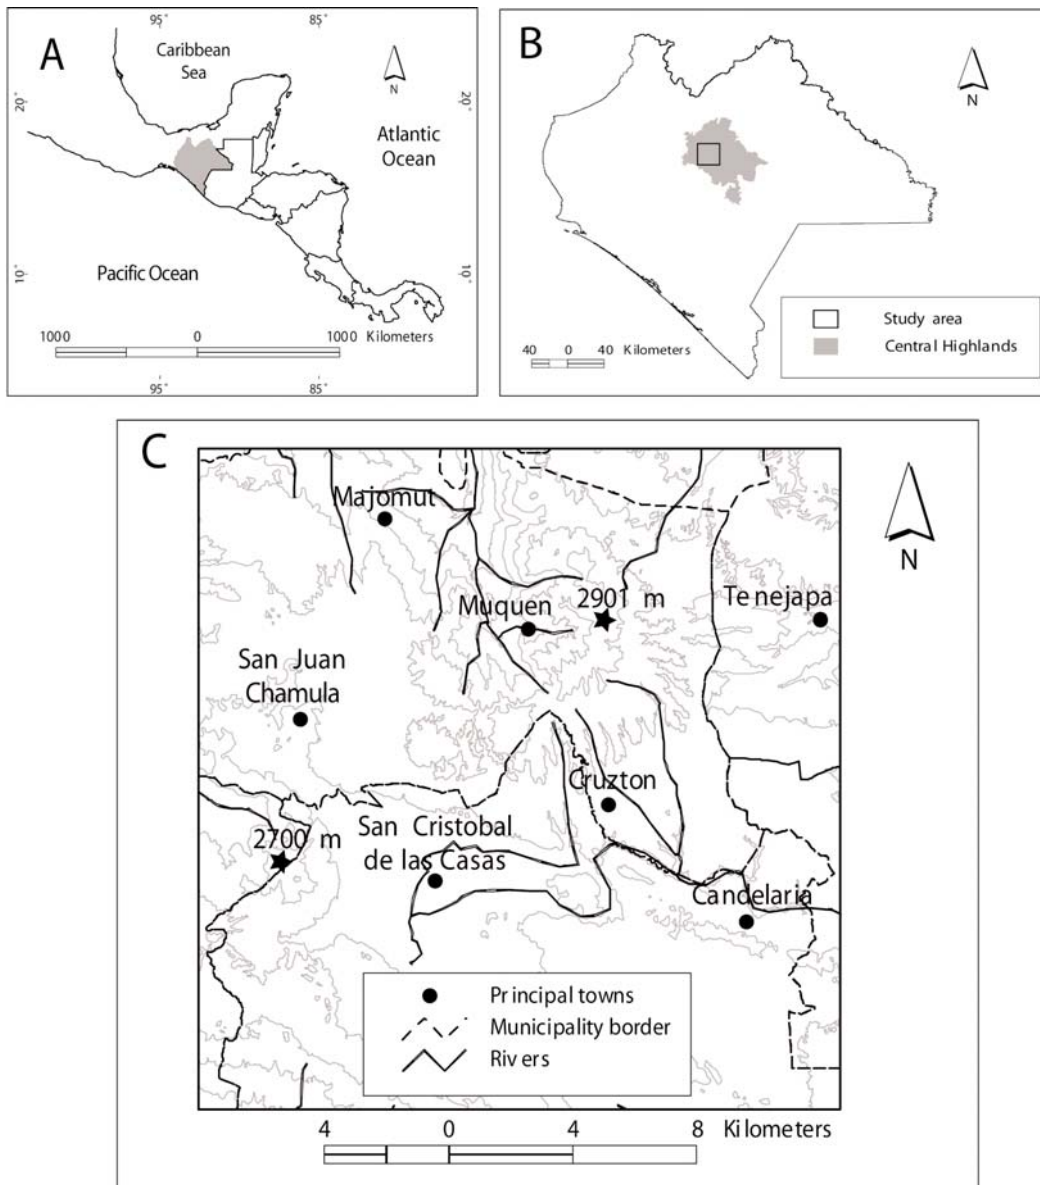 A
95°
85°
Caribbean
Sea
N
20°
20°
Atlantic
Ocean
Pacific Ocean
10°
10°
1000 0 1000 Kilometers
95°
85°
B
N
Study area
Central Highlands
40 0 40 Kilometers
C
N
Majomut
2901 m
Tenejapa
Muquen
San Juan
Chamula
Cruzton
2700 m
San Cristobal
de las Casas
Candelaria
Principal towns
Municipality border
Rivers
4 0 4 8 Kilometers